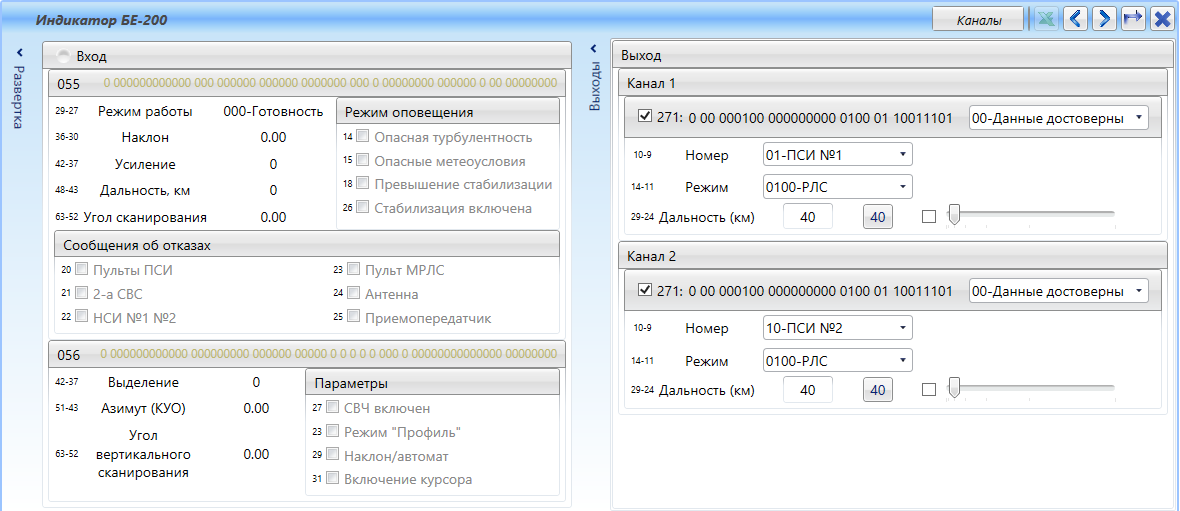 Индикатор БЕ-200
Каналы
Развертка
Вход
055 0 000000000000 000 000000 000000 0000000 000 0 00000000 000000 0 00 00000000
29-27 Режим работы 000-Готовность
36-30 Наклон 0.00
42-37 Усиление 0
48-43 Дальность, км 0
63-52 Угол сканирования 0.00
Режим оповещения
14 Опасная турбулентность
15 Опасные метеоусловия
18 Превышение стабилизации
26 Стабилизация включена
Сообщения об отказах
20 Пульты ПСИ
21 2-а СВС
22 НСИ №1 №2
23 Пульт МРЛС
24 Антенна
25 Приемопередатчик
056 0 000000000000 000000000 000000 00000 0 0 0 0 0 000 0 00000000000000 00000000
42-37 Выделение 0
51-43 Азимут (КУО) 0.00
63-52 Угол
вертикального 0.00
сканирования
Параметры
27 СВЧ включен
23 Режим "Профиль"
29 Наклон/автомат
31 Включение курсора
Выходы
Выход
Канал 1
271: 0 00 000100 000000000 0100 01 10011101 00-Данные достоверны
10-9 Номер 01-ПСИ №1
14-11 Режим 0100-РЛС
29-24 Дальность (км) 40 40
Канал 2
271: 0 00 000100 000000000 0100 01 10011101 00-Данные достоверны
10-9 Номер 10-ПСИ №2
14-11 Режим 0100-РЛС
29-24 Дальность (км) 40 40